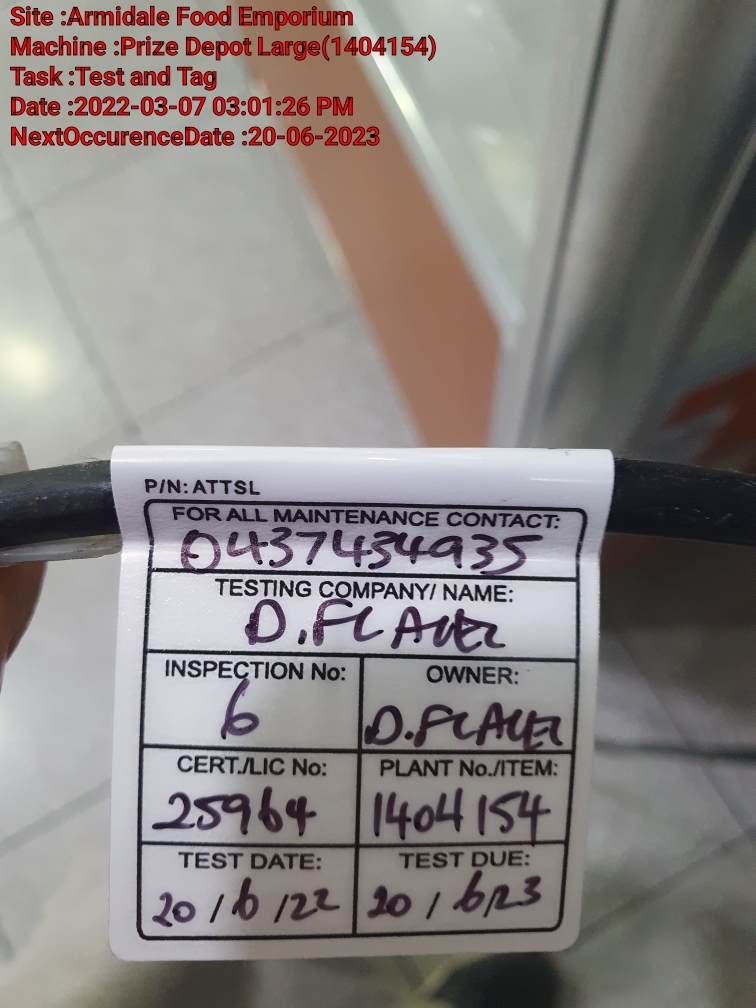 Site :Armidale Food Emporium
Machine :Prize Depot Large(1404154)
Task :Test and Tag
Date :2022-03-07 03:01:26 PM
NextOccurenceDate :20-06-2023
P/N: ATTSL
FOR ALL MAINTENANCE CONTACT:
0437434935
TESTING COMPANY/ NAME:
D. FLAVEL
INSPECTION No:
6
OWNER:
D. FLAVEL
CERT./LIC No:
25964
PLANT No./ITEM:
1404154
TEST DATE:
20/6/22
TEST DUE:
20/6/23